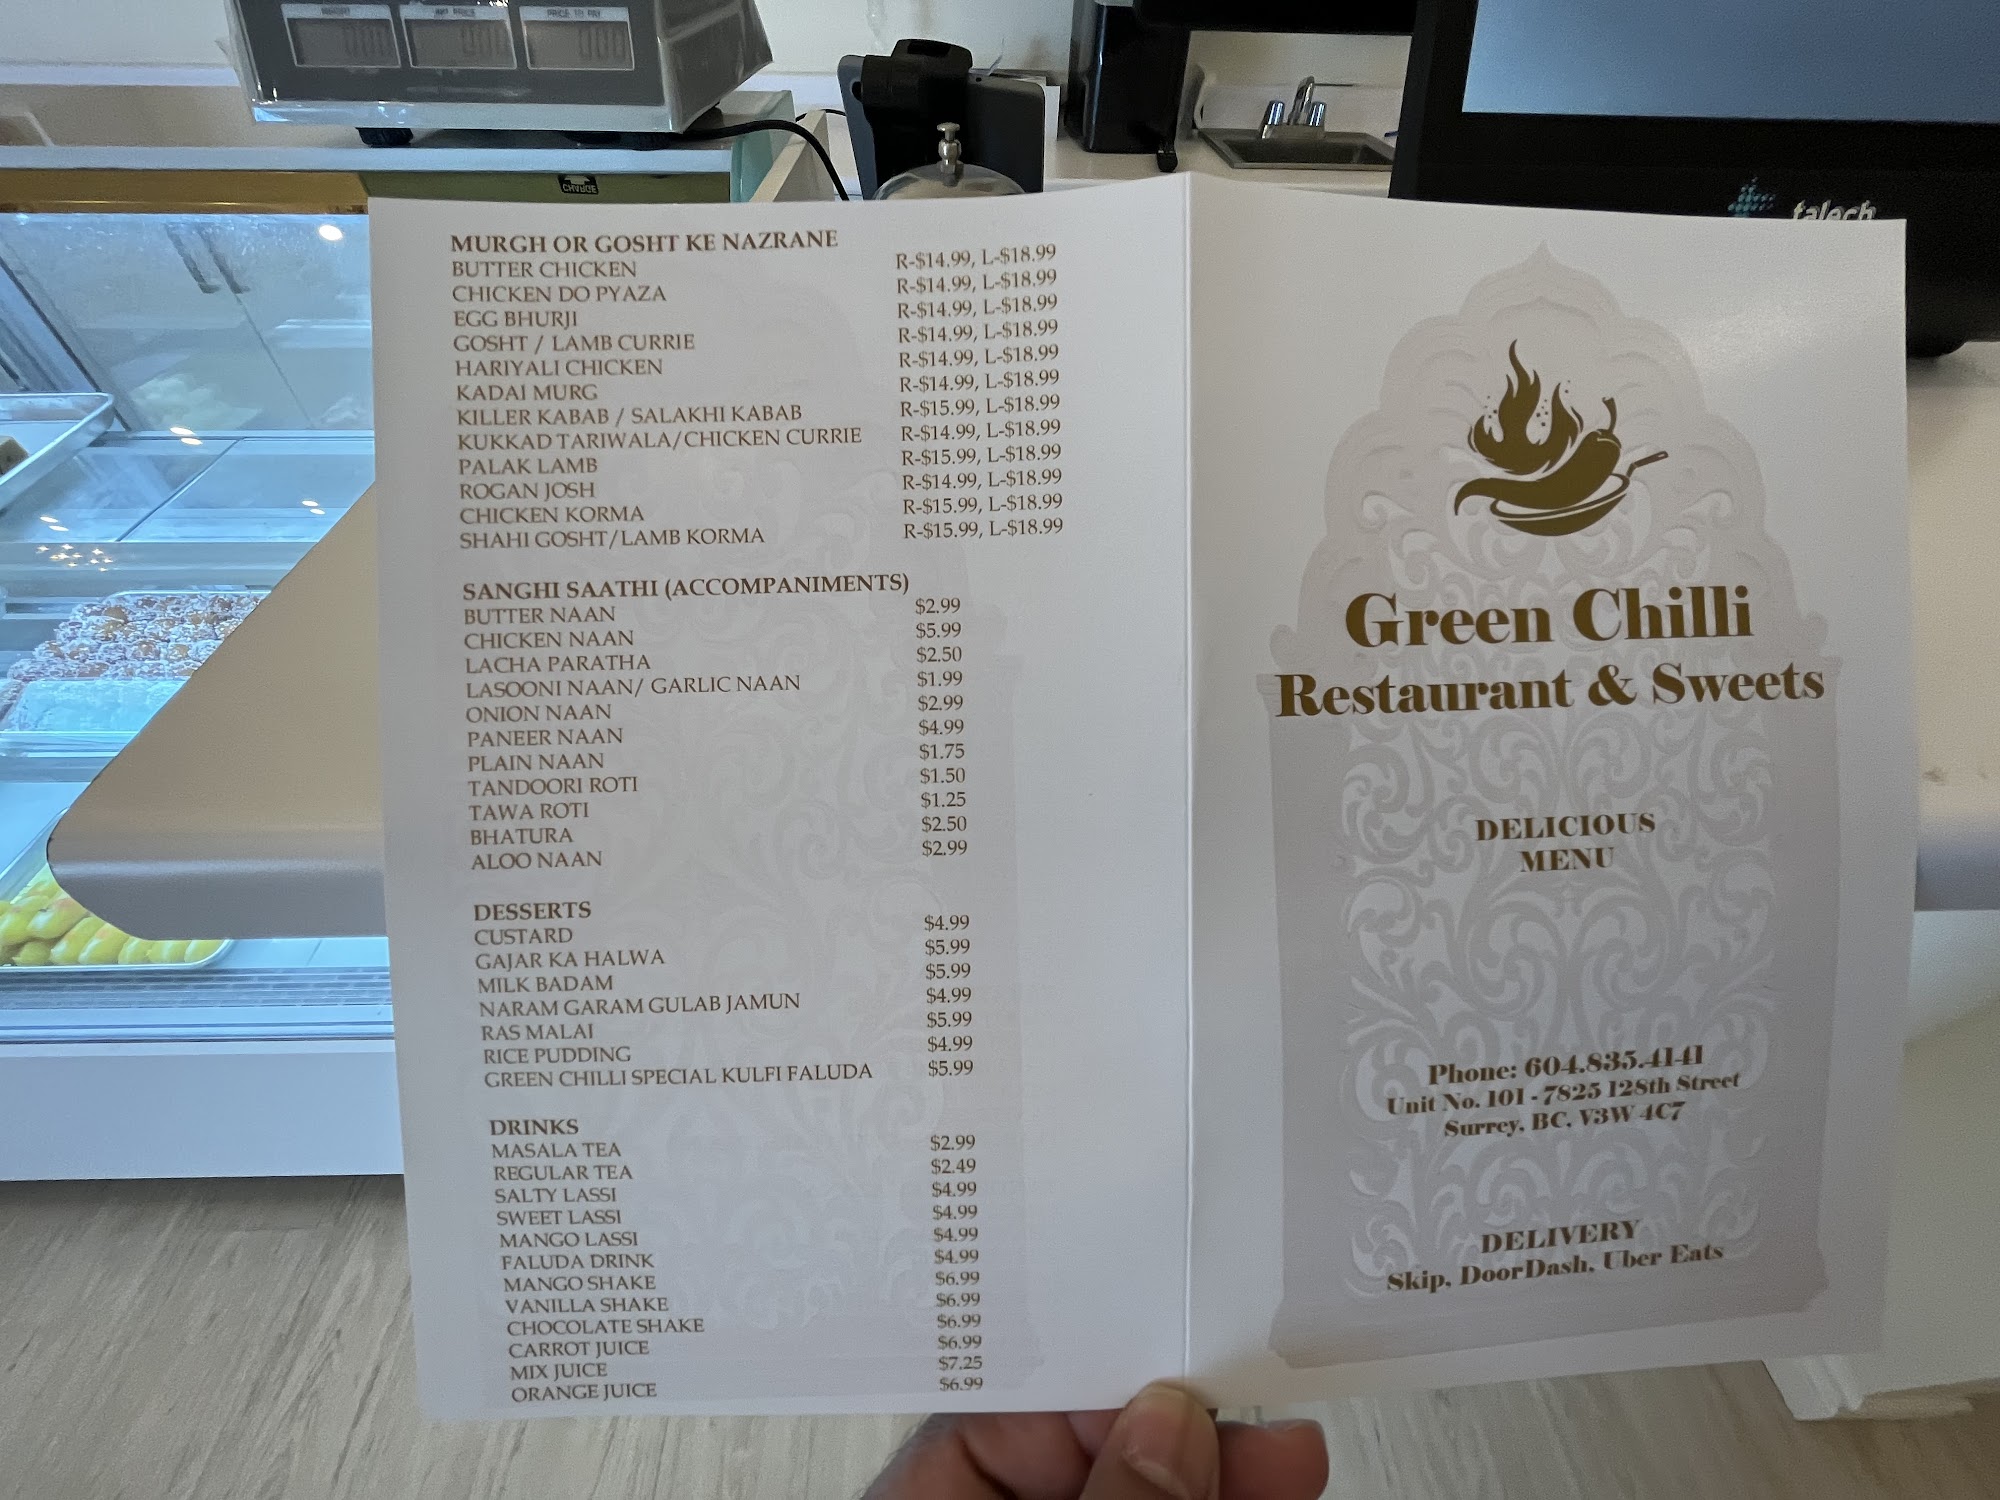 WEIGHT
UNIT PRICE
PRICE TO PAY
CHARGE
talech
MURGH OR GOSHT KE NAZRANE
BUTTER CHICKEN R-$14.99, L-$18.99
CHICKEN DO PYAZA R-$14.99, L-$18.99
EGG BHURJI R-$14.99, L-$18.99
GOSHT / LAMB CURRIE R-$14.99, L-$18.99
HARIYALI CHICKEN R-$14.99, L-$18.99
KADAI MURG R-$14.99, L-$18.99
KILLER KABAB / SALAKHI KABAB R-$15.99, L-$18.99
KUKKAD TARIWALA/CHICKEN CURRIE R-$14.99, L-$18.99
PALAK LAMB R-$15.99, L-$18.99
ROGAN JOSH R-$14.99, L-$18.99
CHICKEN KORMA R-$15.99, L-$18.99
SHAHI GOSHT/LAMB KORMA R-$15.99, L-$18.99
SANGHI SAATHI (ACCOMPANIMENTS)
BUTTER NAAN $2.99
CHICKEN NAAN $5.99
LACHA PARATHA $2.50
LASOONI NAAN/ GARLIC NAAN $1.99
ONION NAAN $2.99
PANEER NAAN $4.99
PLAIN NAAN $1.75
TANDOORI ROTI $1.50
TAWA ROTI $1.25
BHATURA $2.50
ALOO NAAN $2.99
DESSERTS
CUSTARD $4.99
GAJAR KA HALWA $5.99
MILK BADAM $5.99
NARAM GARAM GULAB JAMUN $4.99
RAS MALAI $5.99
RICE PUDDING $4.99
GREEN CHILLI SPECIAL KULFI FALUDA $5.99
DRINKS
MASALA TEA $2.99
REGULAR TEA $2.49
SALTY LASSI $4.99
SWEET LASSI $4.99
MANGO LASSI $4.99
FALUDA DRINK $4.99
MANGO SHAKE $6.99
VANILLA SHAKE $6.99
CHOCOLATE SHAKE $6.99
CARROT JUICE $6.99
MIX JUICE $7.25
ORANGE JUICE $6.99
Green Chilli
Restaurant & Sweets
DELICIOUS
MENU
Phone: 604.835.4141
Unit No. 101 - 7825 128th Street
Surrey, BC, V3W 4C7
DELIVERY
Skip, DoorDash, Uber Eats